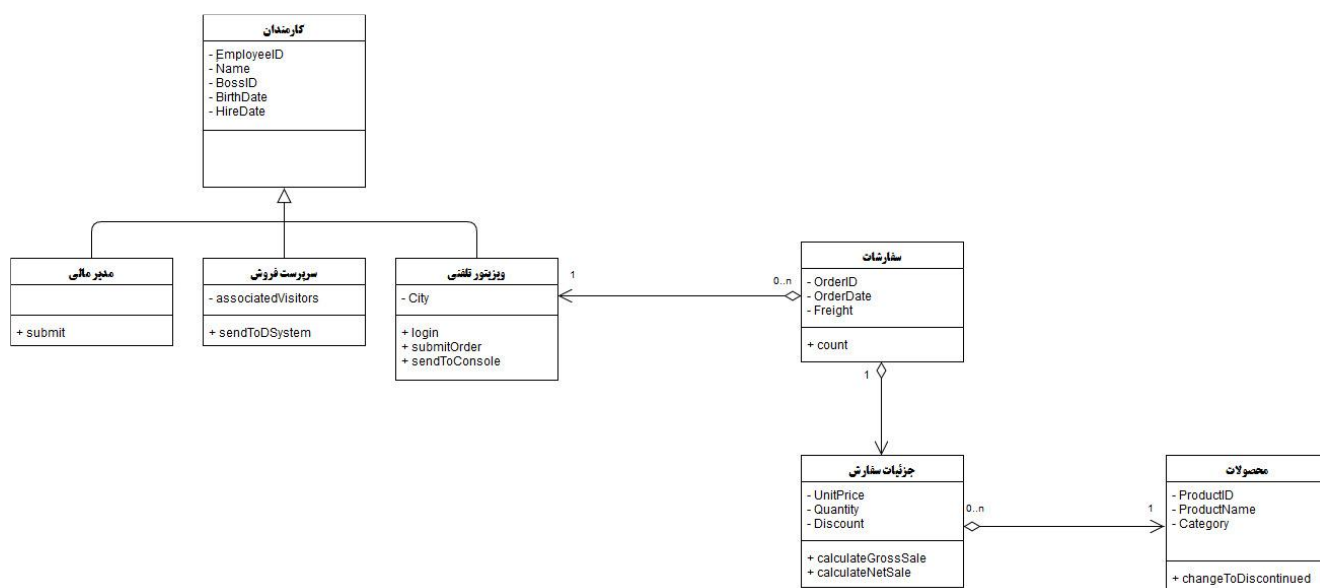 کارمندان
- EmployeeID
- Name
- BossID
- BirthDate
- HireDate
مدیر مالی
+ submit
سرپرست فروش
- associatedVisitors
+ sendToDSystem
ویزیتور تلفنی
- City
+ login
+ submitOrder
+ sendToConsole
1
0..n
سفارشات
- OrderID
- OrderDate
- Freight
+ count
1
جزئیات سفارش
- UnitPrice
- Quantity
- Discount
+ calculateGrossSale
+ calculateNetSale
0..n
1
محصولات
- ProductID
- ProductName
- Category
+ changeToDiscontinued